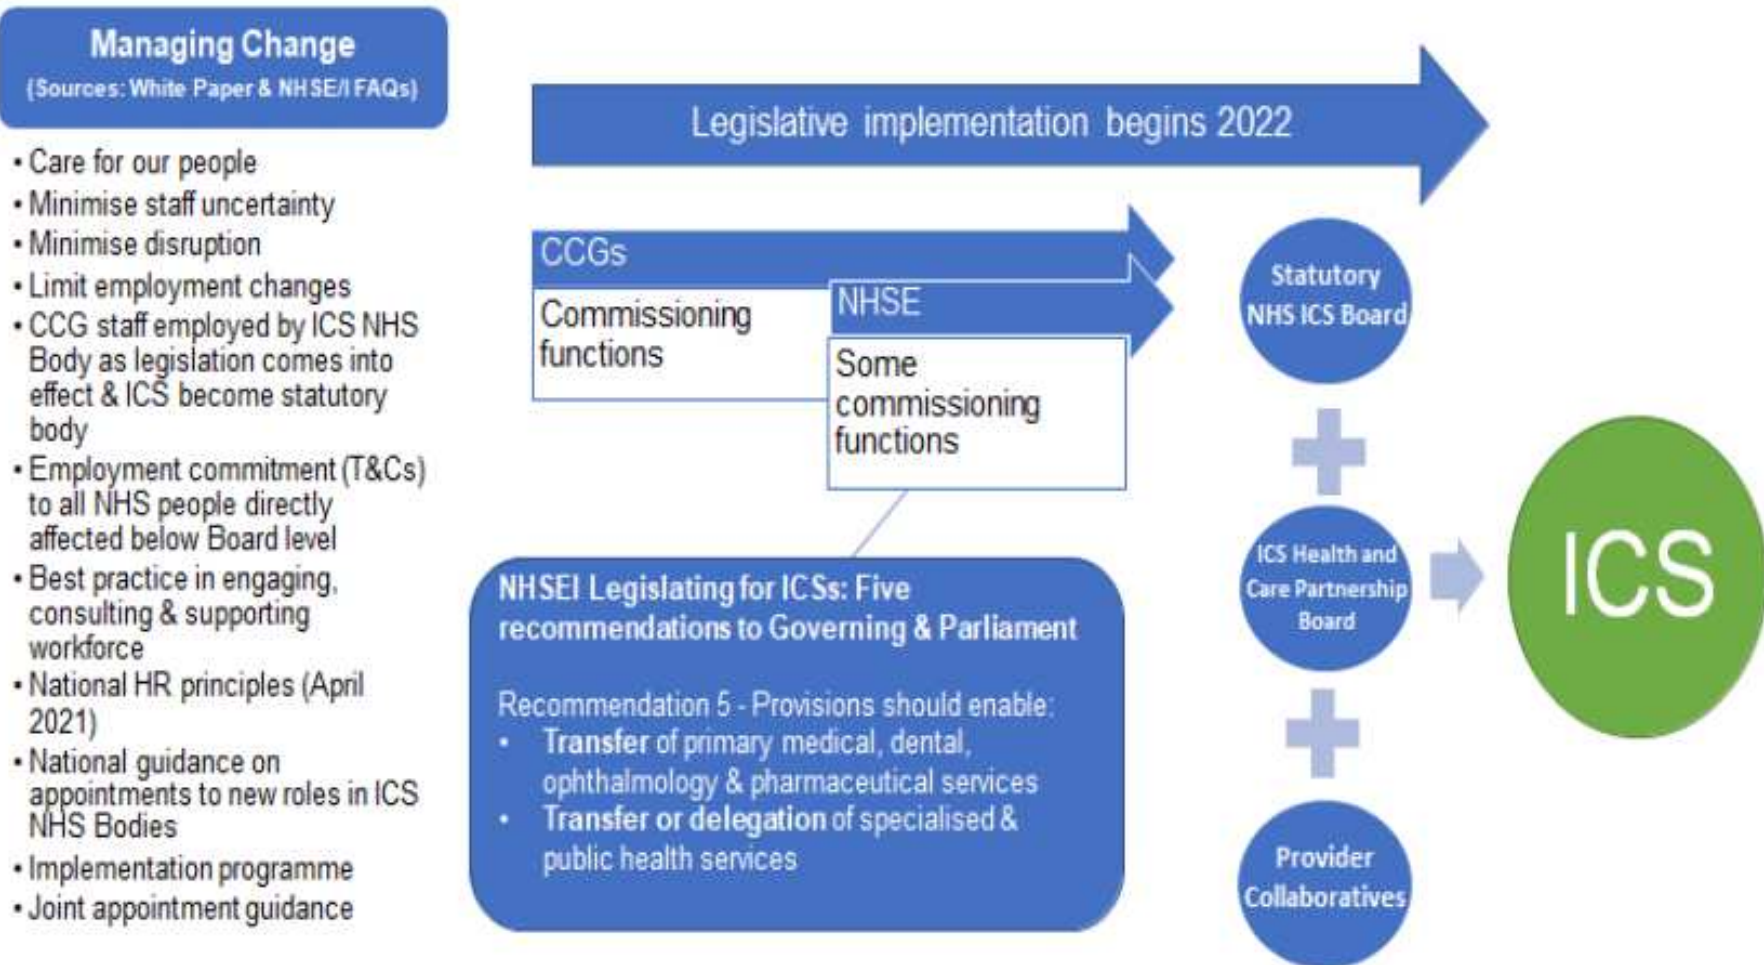 Managing Change
(Sources: White Paper & NHSE/I FAQs)
• Care for our people
• Minimise staff uncertainty
• Minimise disruption
• Limit employment changes
• CCG staff employed by ICS NHS
Body as legislation comes into
effect & ICS become statutory
body
• Employment commitment (T&Cs)
to all NHS people directly
affected below Board level
• Best practice in engaging,
consulting & supporting
workforce
• National HR principles (April
2021)
• National guidance on
appointments to new roles in ICS
NHS Bodies
• Implementation programme
• Joint appointment guidance
Legislative implementation begins 2022
CCGs
Commissioning
functions
NHSE
Some
commissioning
functions
NHSEI Legislating for ICSs: Five
recommendations to Governing & Parliament
Recommendation 5 - Provisions should enable:
• Transfer of primary medical, dental,
ophthalmology & pharmaceutical services
• Transfer or delegation of specialised &
public health services
Statutory
NHS ICS Board
ICS Health and
Care Partnership
Board
Provider
Collaboratives
ICS